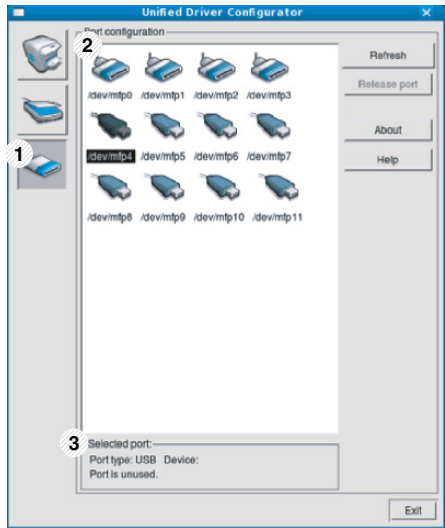 Unified Driver Configurator
Port configuration
2
Refresh
/dev/mfp0 /dev/mfp1 /dev/mfp2 /dev/mfp3
Release port
About
1
/dev/mfp4 /dev/mfp5 /dev/mfp6 /dev/mfp7
Help
/dev/mfp8 /dev/mfp9 /dev/mfp10 /dev/mfp11
3
Selected port:
Port type: USB Device:
Port is unused.
Exit